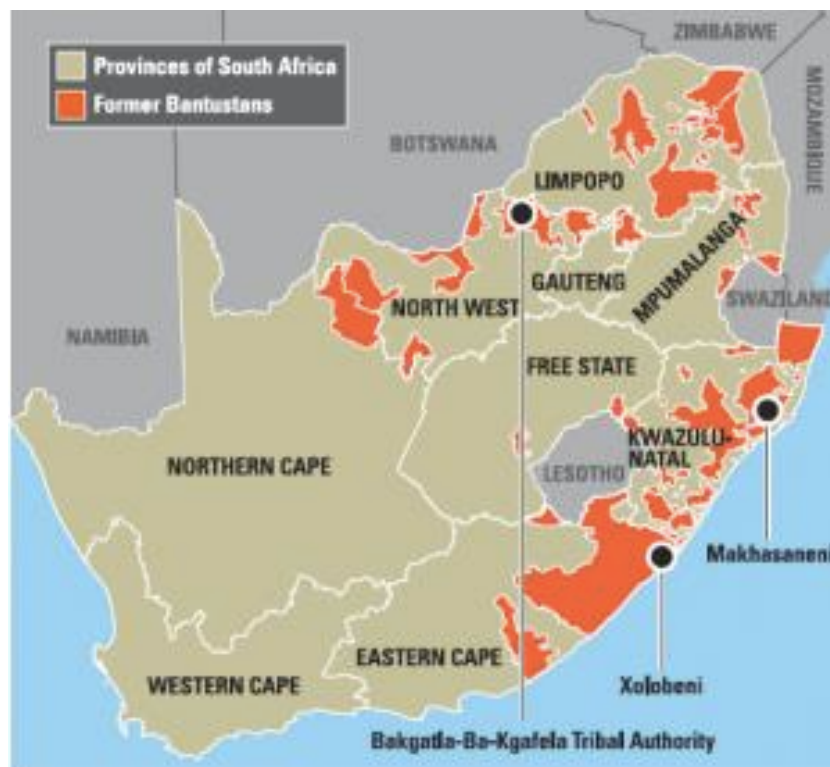 ZIMBABWE
Provinces of South Africa
Former Bantustans
MOZAMBIQUE
BOTSWANA
LIMPOPO
MPUMALANGA
GAUTENG
SWAZILAND
NORTH WEST
NAMIBIA
FREE STATE
KWAZULU-
NATAL
NORTHERN CAPE
LESOTHO
Makhasaneni
EASTERN CAPE
WESTERN CAPE
Xolobeni
Bakgatla-Ba-Kgafela Tribal Authority